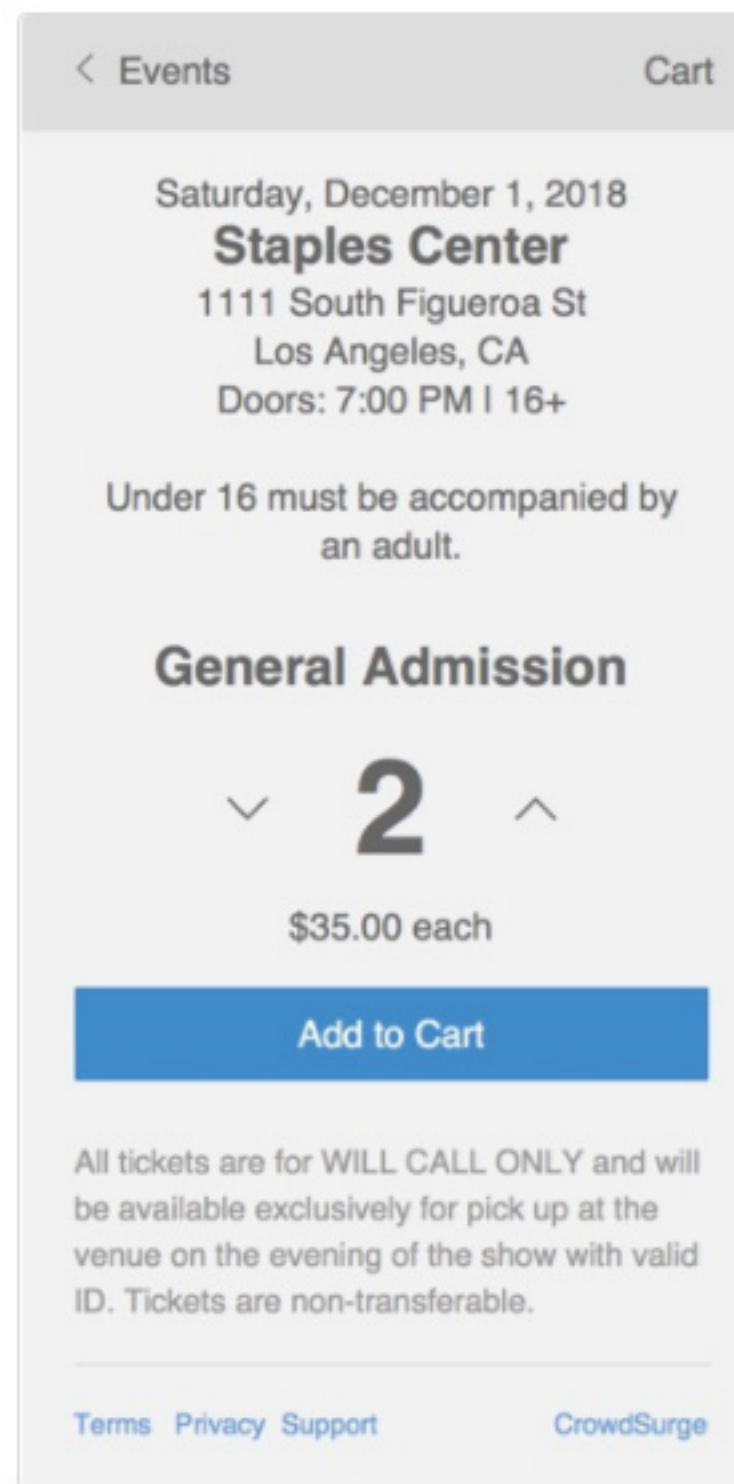 < Events Cart
Saturday, December 1, 2018
Staples Center
1111 South Figueroa St
Los Angeles, CA
Doors: 7:00 PM | 16+
Under 16 must be accompanied by
an adult.
General Admission
2
$35.00 each
Add to Cart
All tickets are for WILL CALL ONLY and will
be available exclusively for pick up at the
venue on the evening of the show with valid
ID. Tickets are non-transferable.
Terms Privacy Support CrowdSurge